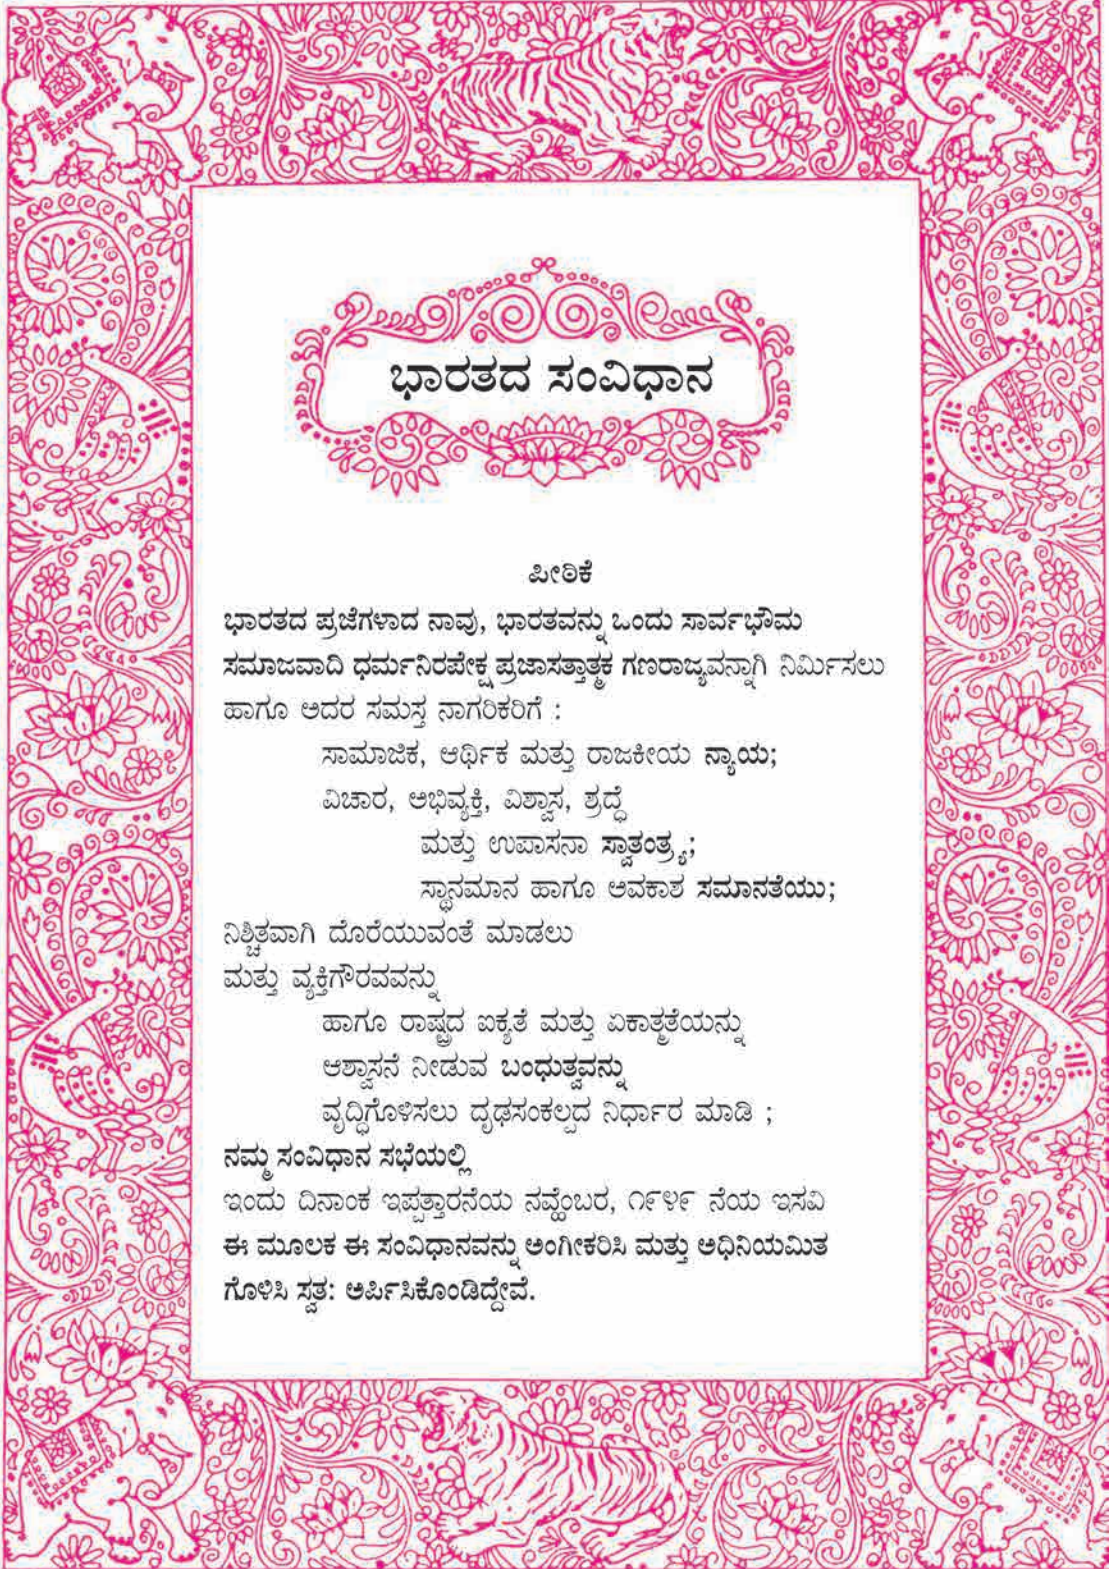 ಭಾರತದ ಸಂವಿಧಾನ
ಪೀಠಿಕೆ
ಭಾರತದ ಪ್ರಜೆಗಳಾದ ನಾವು, ಭಾರತವನ್ನು ಒಂದು ಸಾರ್ವಭೌಮ
ಸಮಾಜವಾದಿ ಧರ್ಮನಿರಪೇಕ್ಷ ಪ್ರಜಾಸತ್ತಾತ್ಮಕ ಗಣರಾಜ್ಯವನ್ನಾಗಿ ನಿರ್ಮಿಸಲು
ಹಾಗೂ ಅದರ ಸಮಸ್ತ ನಾಗರಿಕರಿಗೆ :
ಸಾಮಾಜಿಕ, ಆರ್ಥಿಕ ಮತ್ತು ರಾಜಕೀಯ ನ್ಯಾಯ;
ವಿಚಾರ, ಅಭಿವ್ಯಕ್ತಿ, ವಿಶ್ವಾಸ, ಶ್ರದ್ಧೆ
ಮತ್ತು ಉಪಾಸನಾ ಸ್ವಾತಂತ್ರ್ಯ;
ಸ್ಥಾನಮಾನ ಹಾಗೂ ಅವಕಾಶ ಸಮಾನತೆಯು;
ನಿಶ್ಚಿತವಾಗಿ ದೊರೆಯುವಂತೆ ಮಾಡಲು
ಮತ್ತು ವ್ಯಕ್ತಿಗೌರವವನ್ನು
ಹಾಗೂ ರಾಷ್ಟ್ರದ ಐಕ್ಯತೆ ಮತ್ತು ಏಕಾತ್ಮತೆಯನ್ನು
ಆಶ್ವಾಸನೆ ನೀಡುವ ಬಂಧುತ್ವವನ್ನು
ವೃದ್ಧಿಗೊಳಿಸಲು ದೃಢಸಂಕಲ್ಪದ ನಿರ್ಧಾರ ಮಾಡಿ ;
ನಮ್ಮ ಸಂವಿಧಾನ ಸಭೆಯಲ್ಲಿ
ಇಂದು ದಿನಾಂಕ ಇಪ್ಪತ್ತಾರನೆಯ ನವ್ಹೆಂಬರ, ೧೯೪೯ ನೆಯ ಇಸವಿ
ಈ ಮೂಲಕ ಈ ಸಂವಿಧಾನವನ್ನು ಅಂಗೀಕರಿಸಿ ಮತ್ತು ಅಧಿನಿಯಮಿತ
ಗೊಳಿಸಿ ಸ್ವತ: ಅರ್ಪಿಸಿಕೊಂಡಿದ್ದೇವೆ.